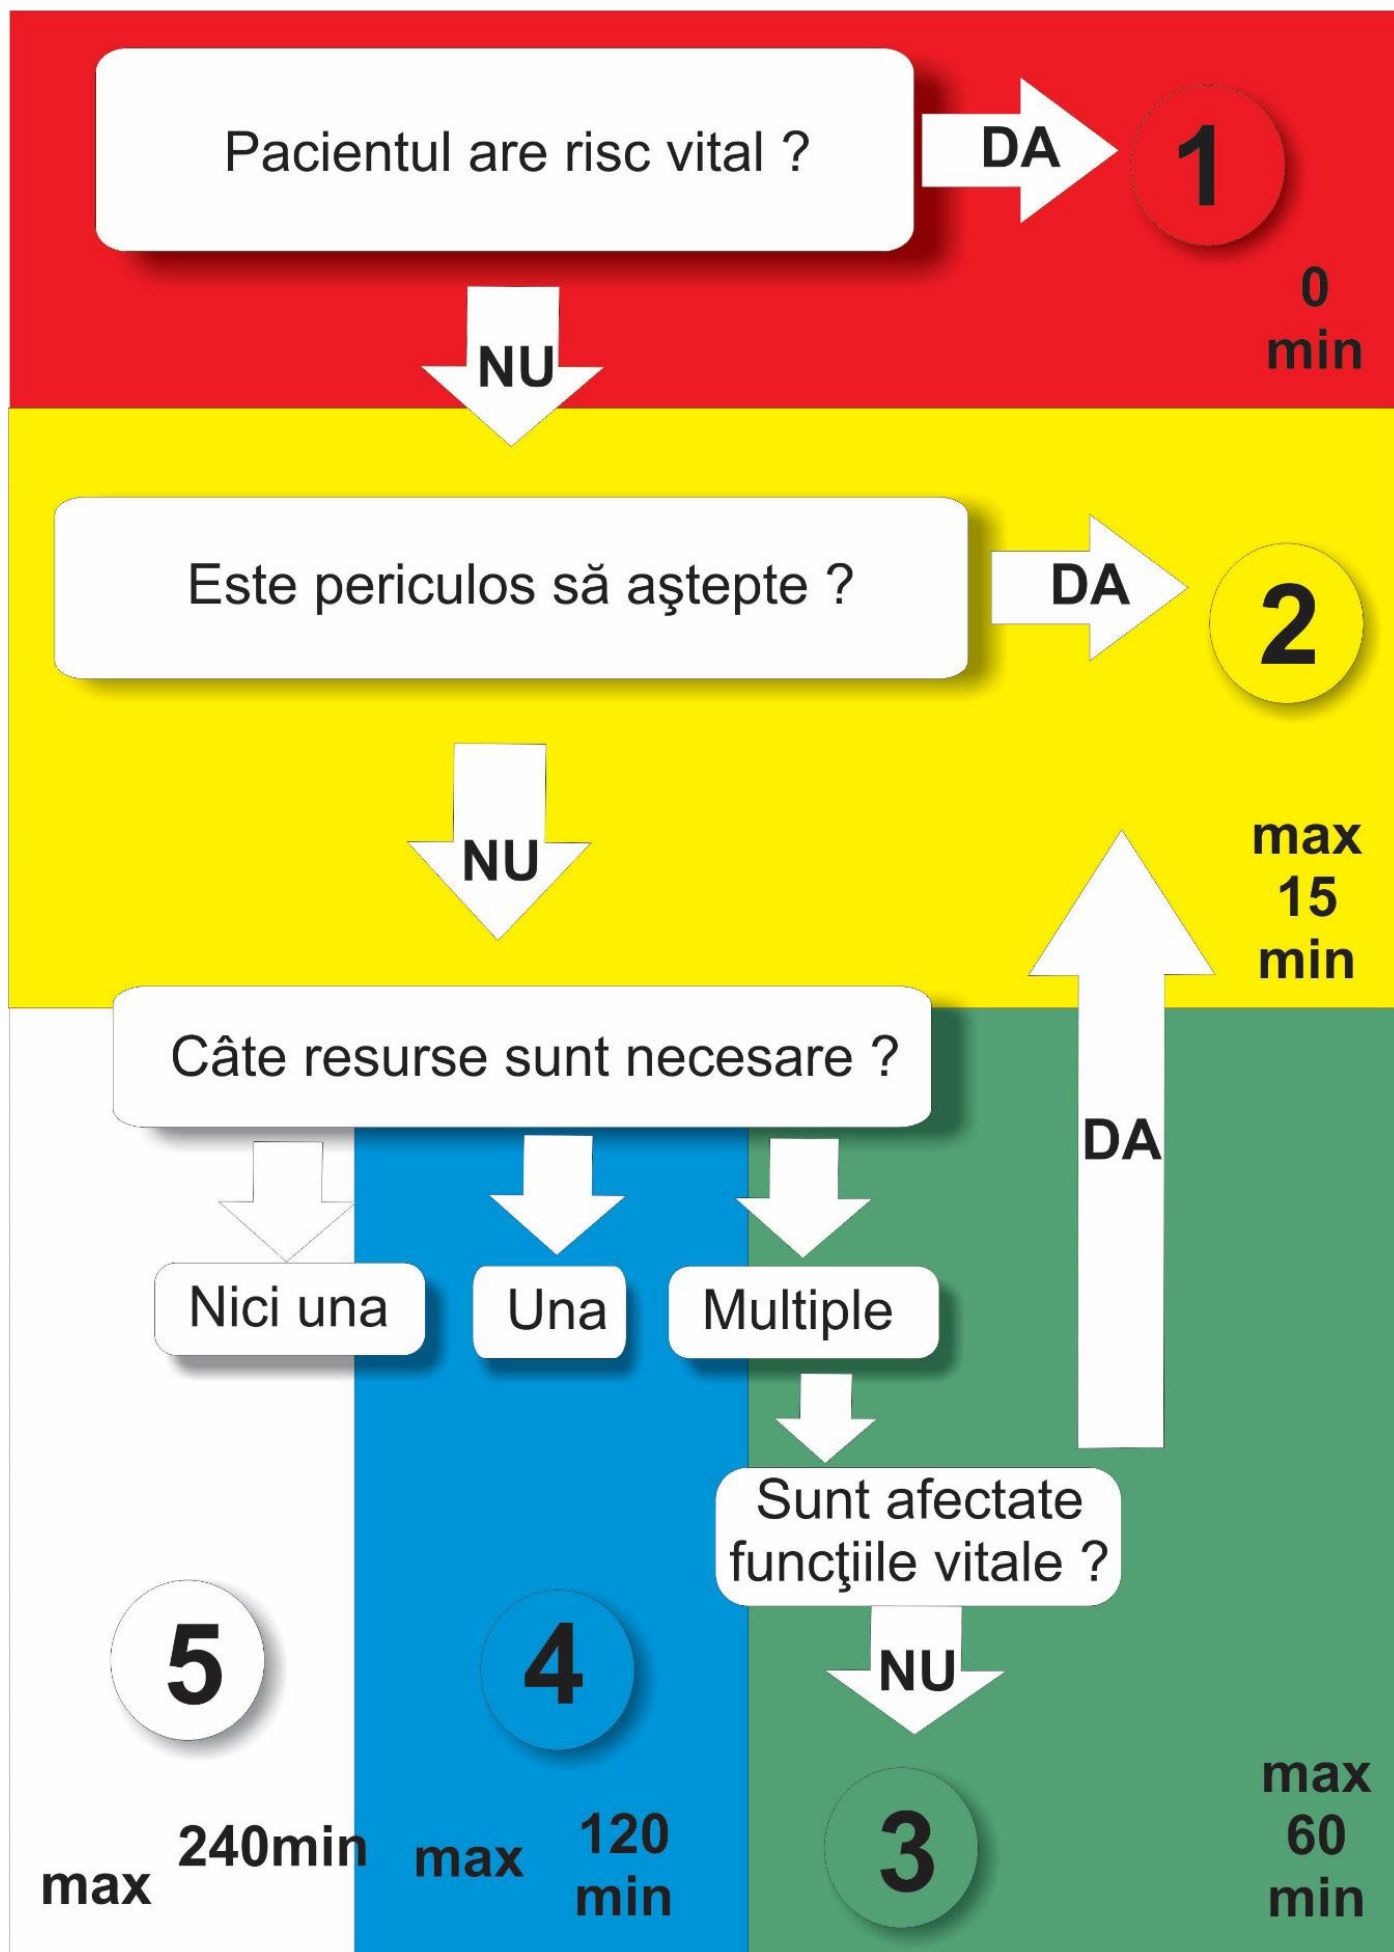 Pacientul are risc vital ?
DA
1
0
min
NU
Este periculos să aştepte ?
DA
2
NU
max
15
min
Câte resurse sunt necesare ?
DA
Nici una
Una
Multiple
Sunt afectate
funcţiile vitale ?
NU
5
4
3
max
240min
max
120
min
max
60
min